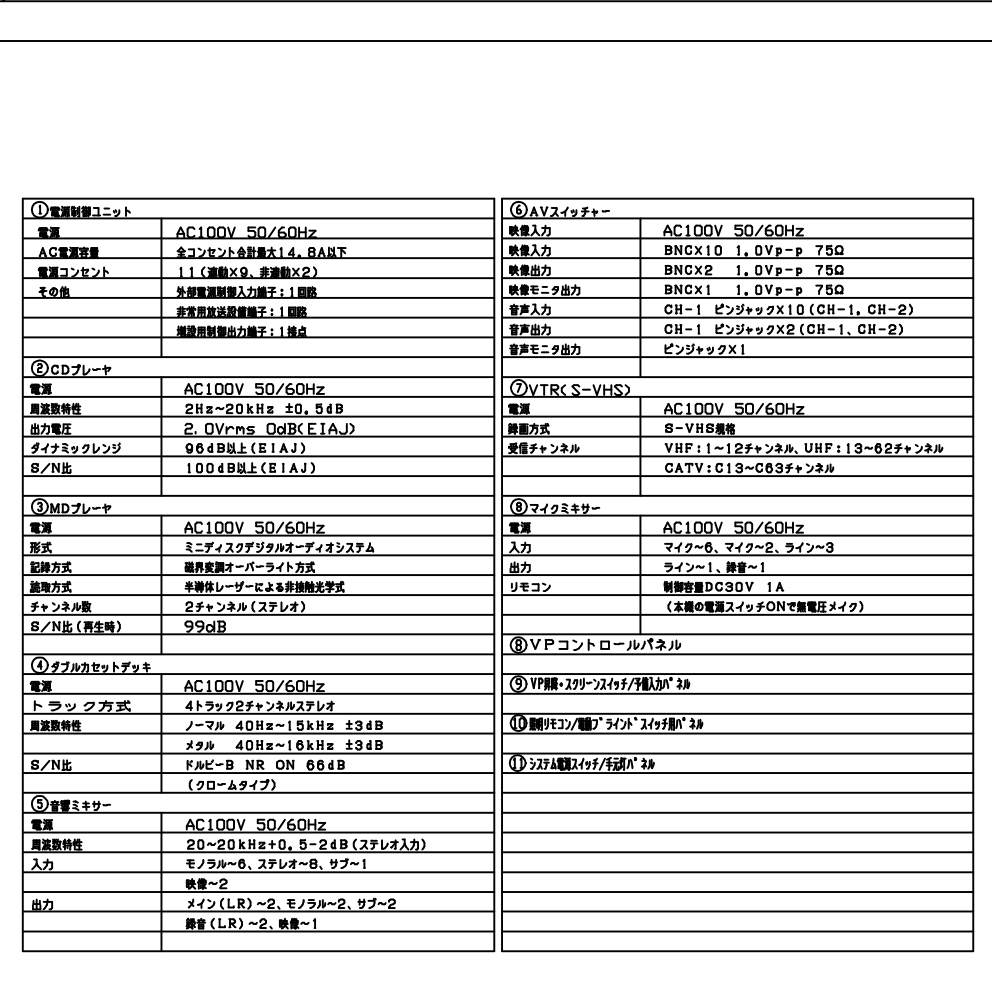 ①電源制御ユニット
電源 AC100V 50/60Hz
AC電源容量 全コンセント合計最大14.8A以下
電源コンセント 11(連動×9、非連動×2)
その他 外部電源制御入力端子:1回路
非常用放送設備端子:1回路
増設用制御出力端子:1接点
②CDプレーヤ
電源 AC100V 50/60Hz
周波数特性 2Hz~20kHz ±0.5dB
出力電圧 2.0Vrms 0dB(EIAJ)
ダイナミックレンジ 96dB以上(EIAJ)
S/N比 100dB以上(EIAJ)
③MDプレーヤ
電源 AC100V 50/60Hz
形式 ミニディスクデジタルオーディオシステム
記録方式 磁界変調オーバーライト方式
読取方式 半導体レーザーによる非接触光学式
チャンネル数 2チャンネル(ステレオ)
S/N比(再生時) 99dB
④ダブルカセットデッキ
電源 AC100V 50/60Hz
トラック方式 4トラック2チャンネルステレオ
周波数特性 ノーマル 40Hz~15kHz ±3dB
メタル 40Hz~16kHz ±3dB
S/N比 ドルビーB NR ON 66dB
(クロームタイプ)
⑤音響ミキサー
電源 AC100V 50/60Hz
周波数特性 20~20kHz+0.5-2dB(ステレオ入力)
入力 モノラル~6、ステレオ~8、サブ~1
映像~2
出力 メイン(LR)~2、モノラル~2、サブ~2
録音(LR)~2、映像~1
⑥AVスイッチャー
映像入力 AC100V 50/60Hz
映像入力 BNC×10 1.0Vp-p 75Ω
映像出力 BNC×2 1.0Vp-p 75Ω
映像モニタ出力 BNC×1 1.0Vp-p 75Ω
音声入力 CH-1 ピンジャック×10(CH-1.CH-2)
音声出力 CH-1 ピンジャック×2(CH-1、CH-2)
音声モニタ出力 ピンジャック×1
⑦VTR(S-VHS)
電源 AC100V 50/60Hz
録画方式 S-VHS規格
受信チャンネル VHF:1~12チャンネル、UHF:13~62チャンネル
CATV:C13~C63チャンネル
⑧マイクミキサー
電源 AC100V 50/60Hz
入力 マイク~6、マイク~2、ライン~3
出力 ライン~1、録音~1
リモコン 制御容量DC30V 1A
(本機の電源スイッチONで無電圧メイク)
⑧VPコントロールパネル
⑨VP昇降・スクリーンスイッチ/予備入力パネル
⑩照明リモコン/電動ブラインドスイッチ用パネル
⑪システム電源スイッチ/手元灯パネル